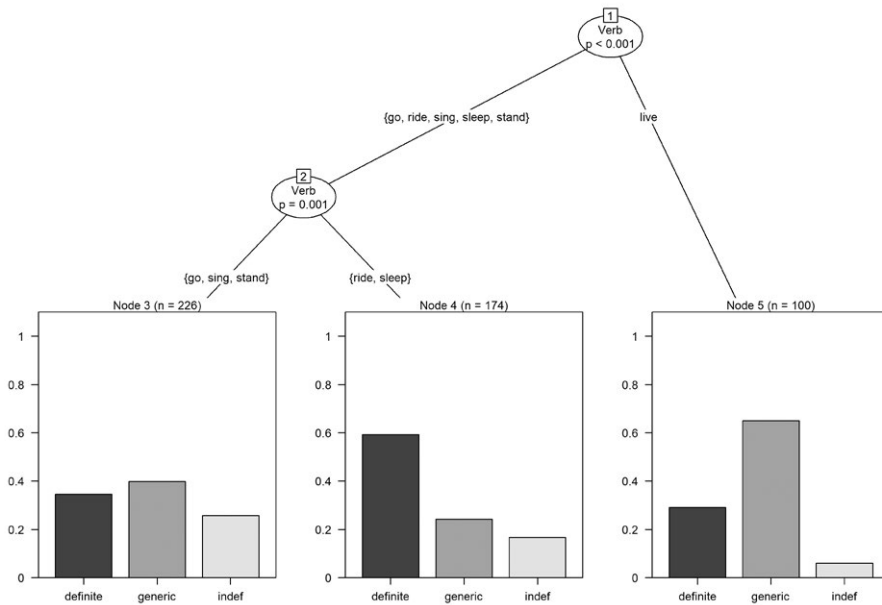 1
Verb
p < 0.001
{go, ride, sing, sleep, stand}
live
2
Verb
p = 0.001
{go, sing, stand}
{ride, sleep}
Node 3 (n = 226)
1
0.8
0.6
0.4
0.2
0
definite generic indef
Node 4 (n = 174)
1
0.8
0.6
0.4
0.2
0
definite generic indef
Node 5 (n = 100)
1
0.8
0.6
0.4
0.2
0
definite generic indef